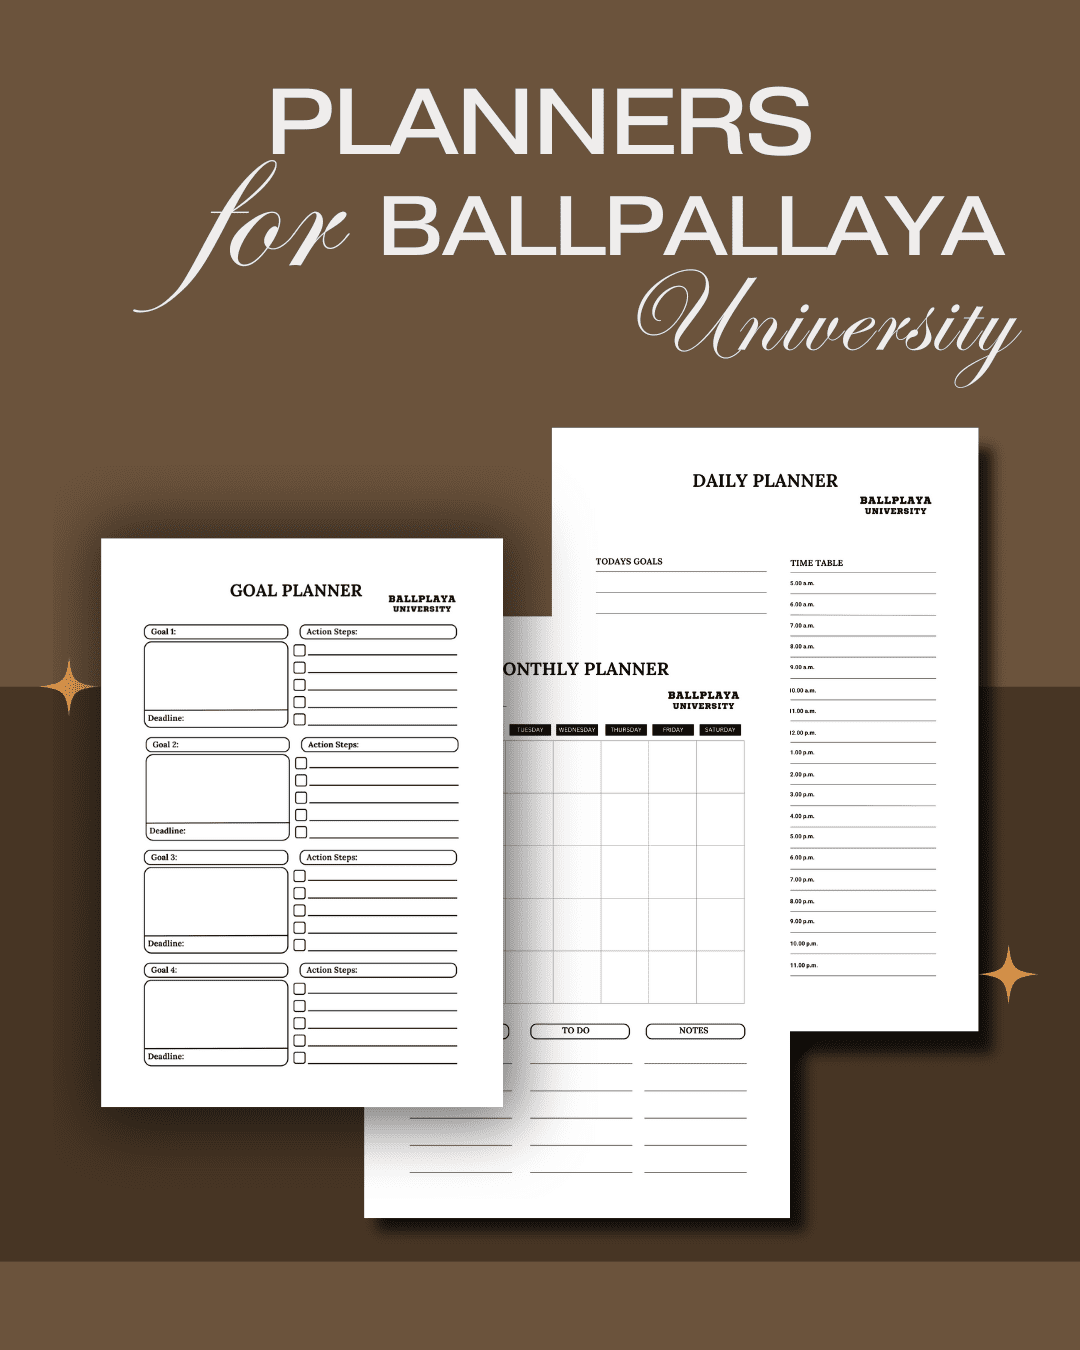 PLANNERS
for BALLPALLAYA
University
DAILY PLANNER
BALLPLAYA
UNIVERSITY
TODAYS GOALS
TIME TABLE
5.00 a.m.
6.00 a.m.
7.00 a.m.
8.00 a.m.
9.00 a.m.
10.00 a.m.
11.00 a.m.
12.00 p.m.
1.00 p.m.
2.00 p.m.
3.00 p.m.
4.00 p.m.
5.00 p.m.
6.00 p.m.
7.00 p.m.
8.00 p.m.
9.00 p.m.
10.00 p.m.
11.00 p.m.
GOAL PLANNER
BALLPLAYA
UNIVERSITY
Goal 1:
Action Steps:
Deadline:
Goal 2:
Action Steps:
Deadline:
Goal 3:
Action Steps:
Deadline:
Goal 4:
Action Steps:
Deadline:
ONTHLY PLANNER
BALLPLAYA
UNIVERSITY
TUESDAY WEDNESDAY THURSDAY FRIDAY SATURDAY
TO DO
NOTES